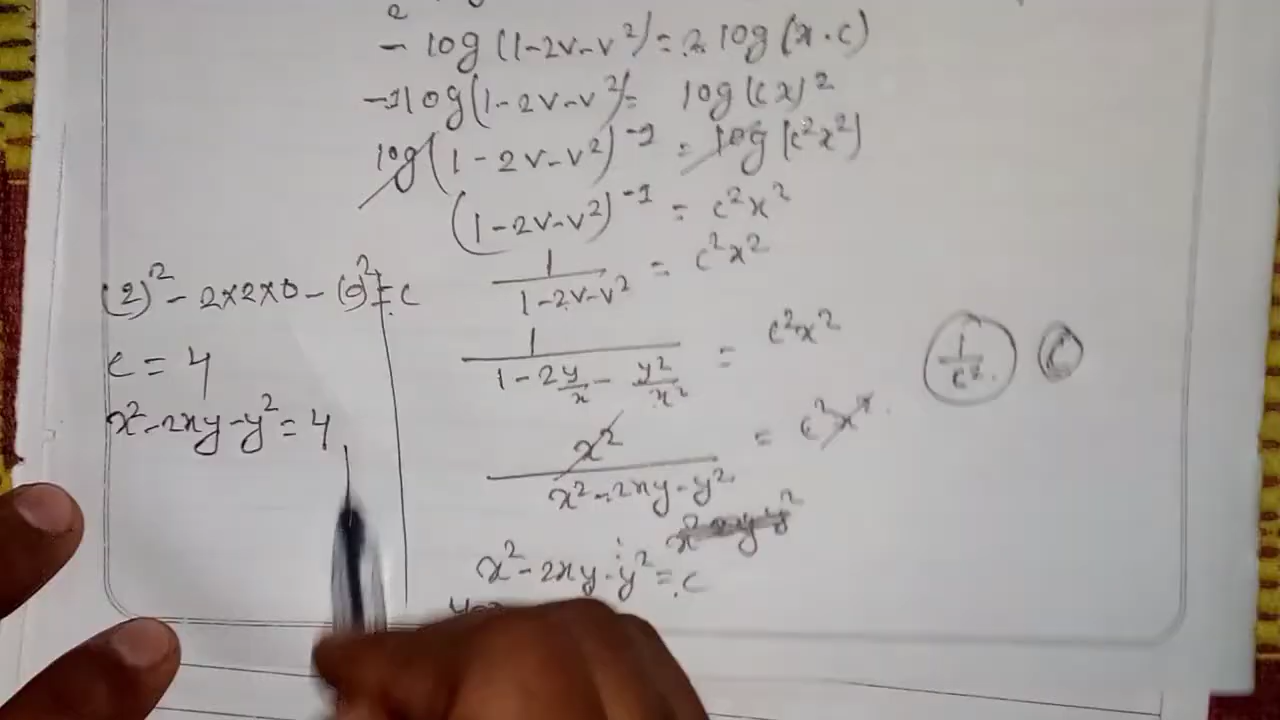 2
- log (1-2v-v²) = 2 log (x·c)
-1log (1-2v-v²) = log (cx)²
log (1-2v-v²)⁻¹ = log (c²x²)
(1-2v-v²)⁻¹ = c²x²
1/(1-2v-v²) = c²x²
1/(1-2y/x - y²/x²) = c²x²
x²/(x²-2xy-y²) = c²x²
x²-2xy-y² = c
(2)² - 2×2×0 - (0)² = c
c = 4
x²-2xy-y² = 4
1/c²
c